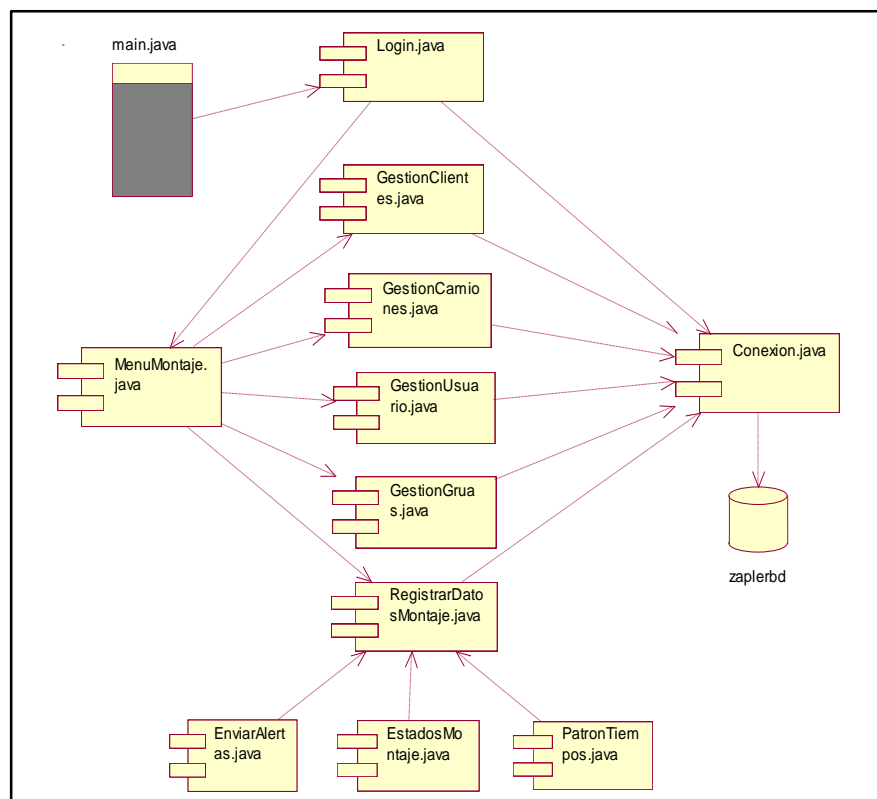 main.java
Login.java
GestionClient
es.java
GestionCamio
nes.java
MenuMontaje.
java
GestionUsua
rio.java
Conexion.java
GestionGrua
s.java
zaplerbd
RegistrarDato
sMontaje.java
EnviarAlert
as.java
EstadosMo
ntaje.java
PatronTiem
pos.java